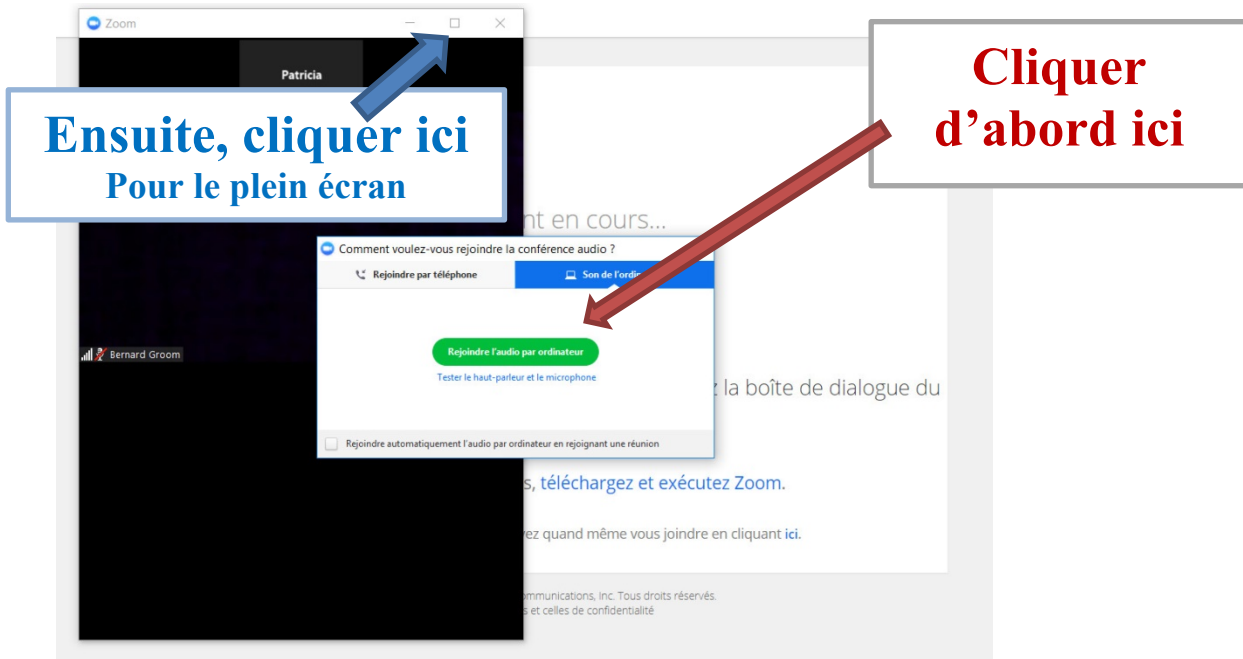 Zoom
Patricia
Cliquer
d’abord ici
Ensuite, cliquer ici
Pour le plein écran
nt en cours...
Comment voulez-vous rejoindre la conférence audio ?
Rejoindre par téléphone
Son de l'ordin
Rejoindre l'audio par ordinateur
Bernard Groom
Tester le haut-parleur et le microphone
la boîte de dialogue du
Rejoindre automatiquement l'audio par ordinateur en rejoignant une réunion
s, téléchargez et exécutez Zoom.
ez quand même vous joindre en cliquant ici.
mmunications, Inc. Tous droits réservés.
s et celles de confidentialité